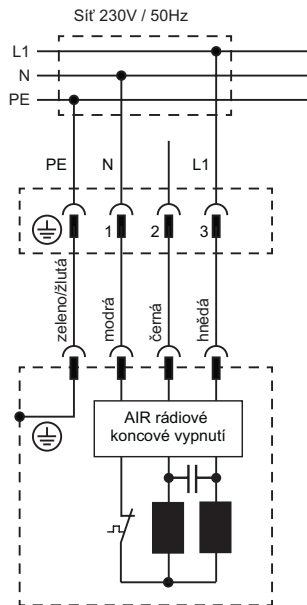 Síť 230V / 50Hz
L1
N
PE
PE N L1
1 2 3
zeleno/žlutá
modrá
černá
hnědá
AIR rádiové
koncové vypnutí